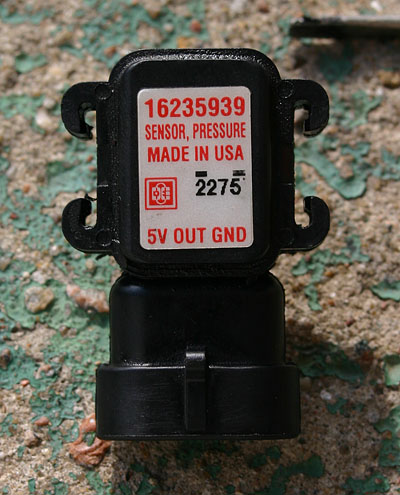 16235939
SENSOR, PRESSURE
MADE IN USA
2275
5V OUT GND